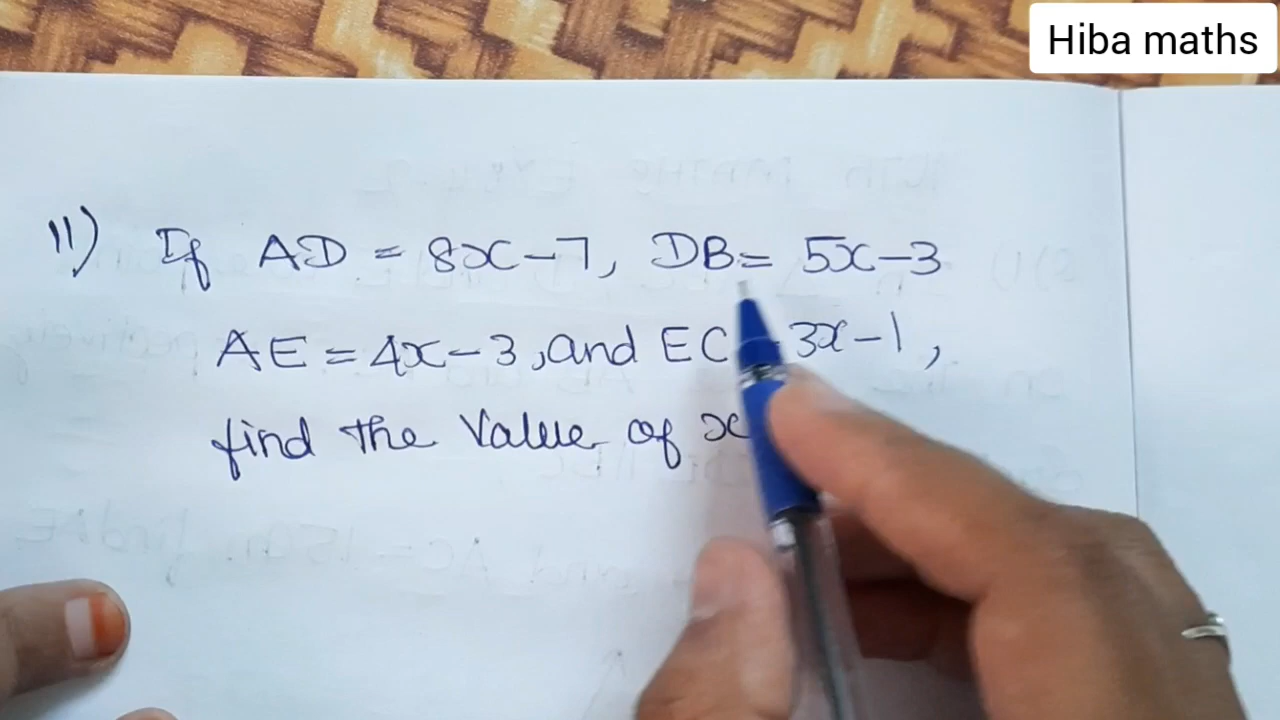 Hiba maths
11) If AD = 8x-7, DB= 5x-3
AE = 4x-3, and EC 3x-1,
find the Value of x